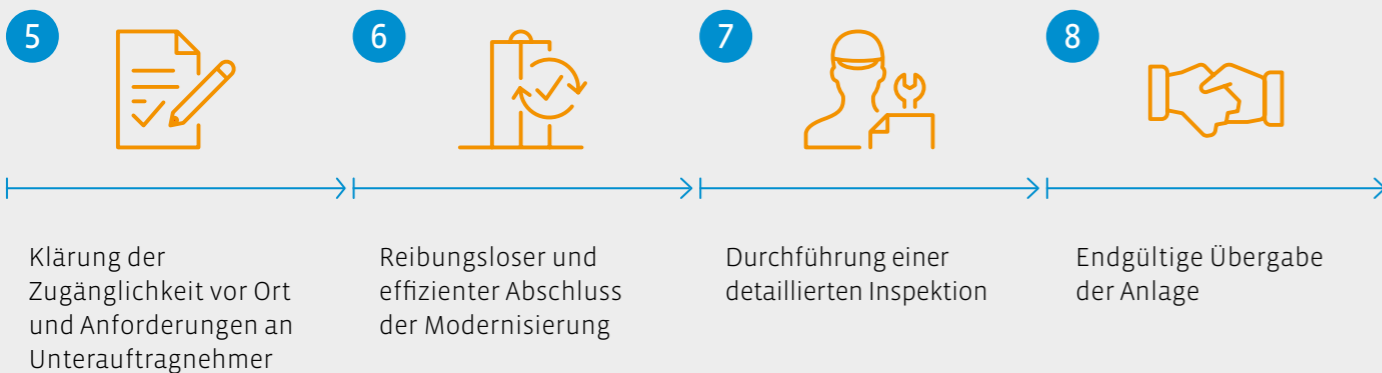 5
6
7
8
Klärung der
Zugänglichkeit vor Ort
und Anforderungen an
Unterauftragnehmer
Reibungsloser und
effizienter Abschluss
der Modernisierung
Durchführung einer
detaillierten Inspektion
Endgültige Übergabe
der Anlage